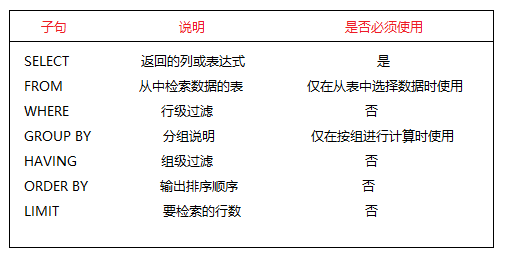 子句 说明 是否必须使用
SELECT 返回的列或表达式 是
FROM 从中检索数据的表 仅在从表中选择数据时使用
WHERE 行级过滤 否
GROUP BY 分组说明 仅在按组进行计算时使用
HAVING 组级过滤 否
ORDER BY 输出排序顺序 否
LIMIT 要检索的行数 否